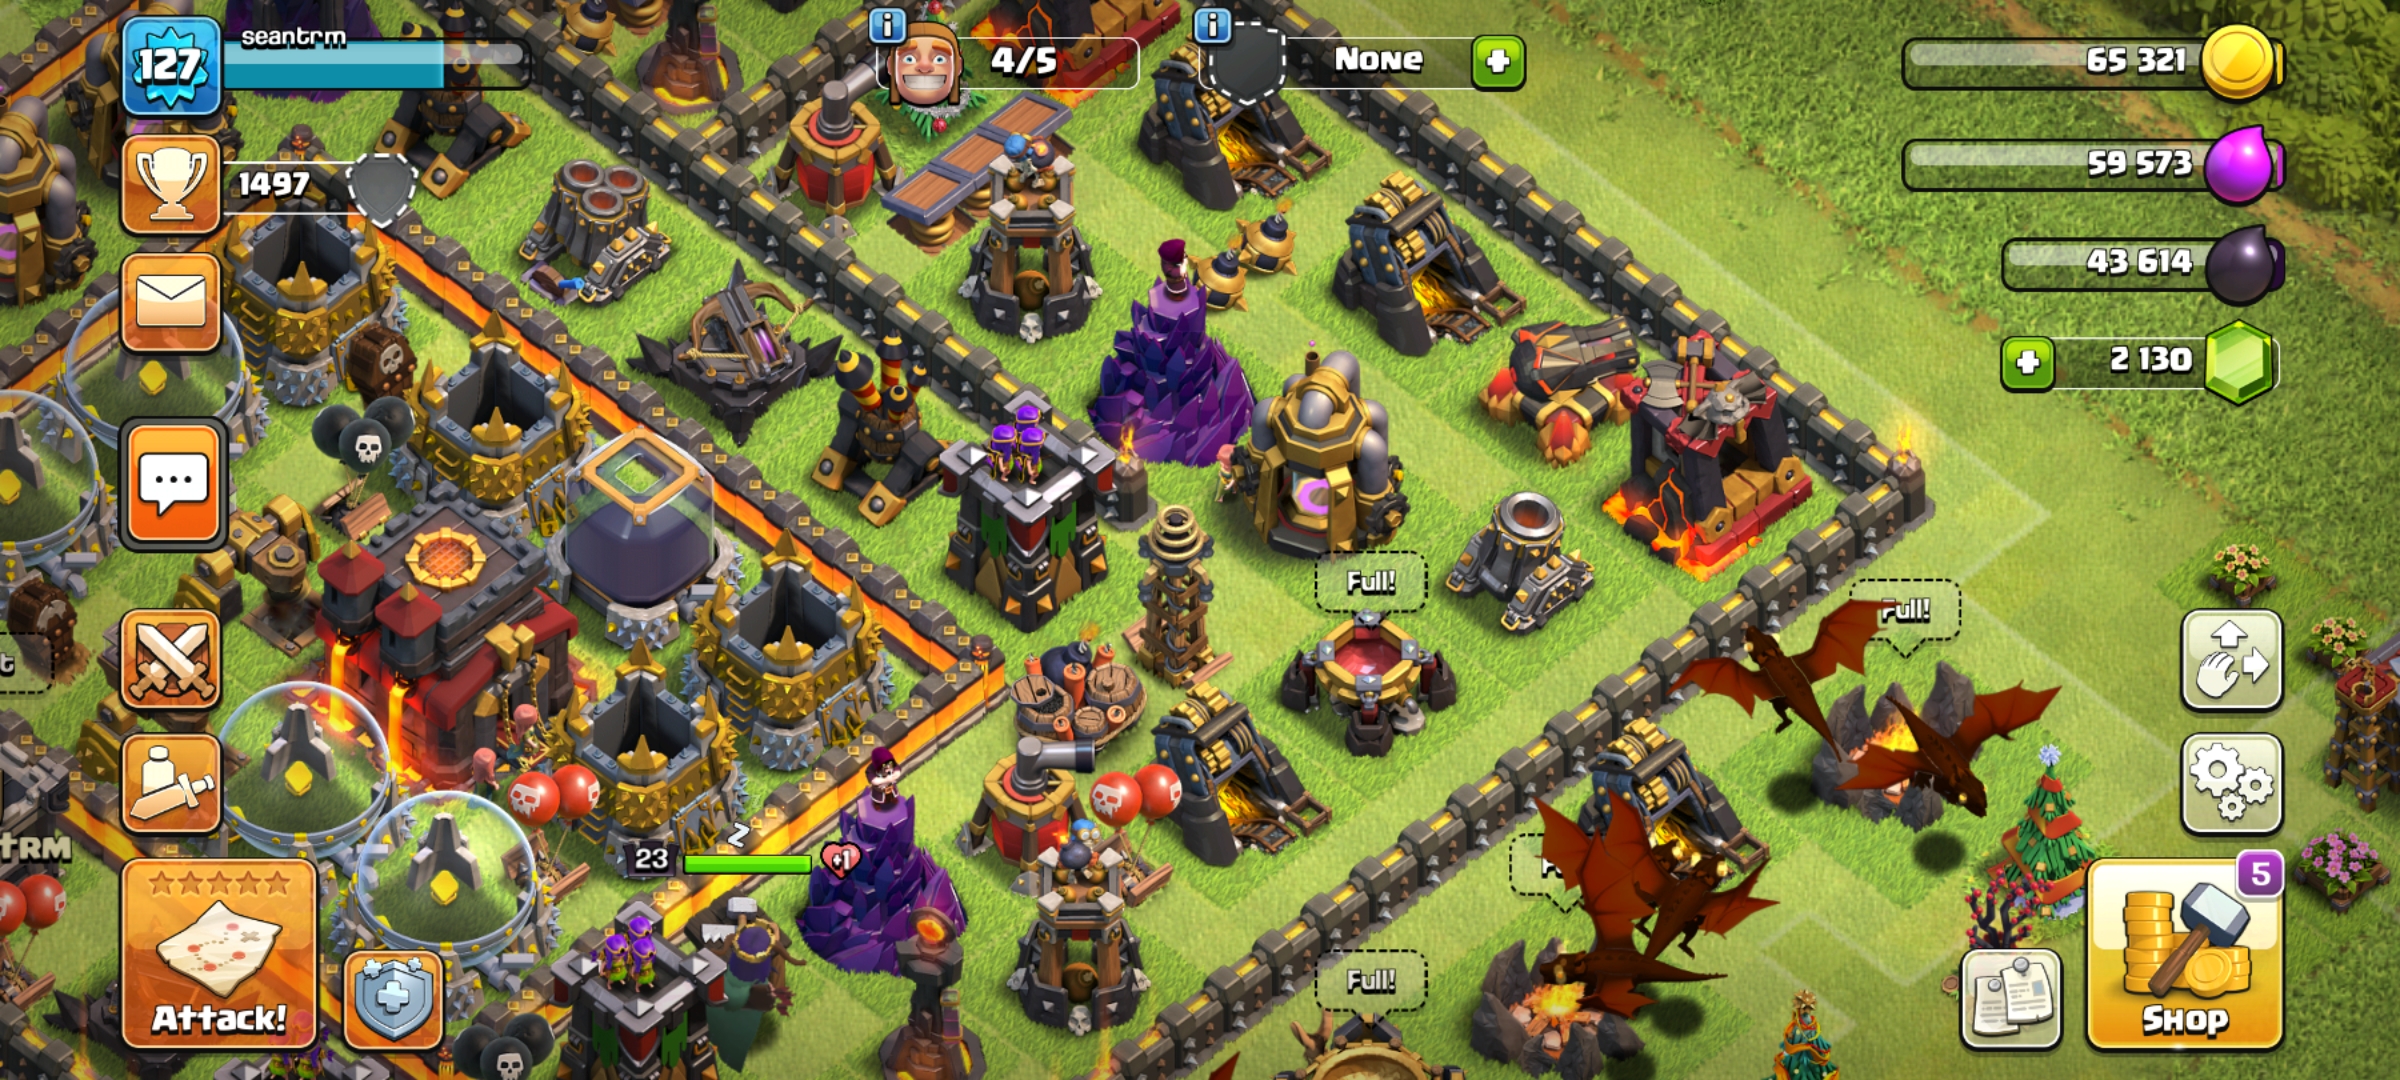 seantrm
127
4/5
None
65 321
1497
59 573
43 614
2 130
Full!
Full!
23
z
+1
TRM
5
Full!
Attack!
Shop